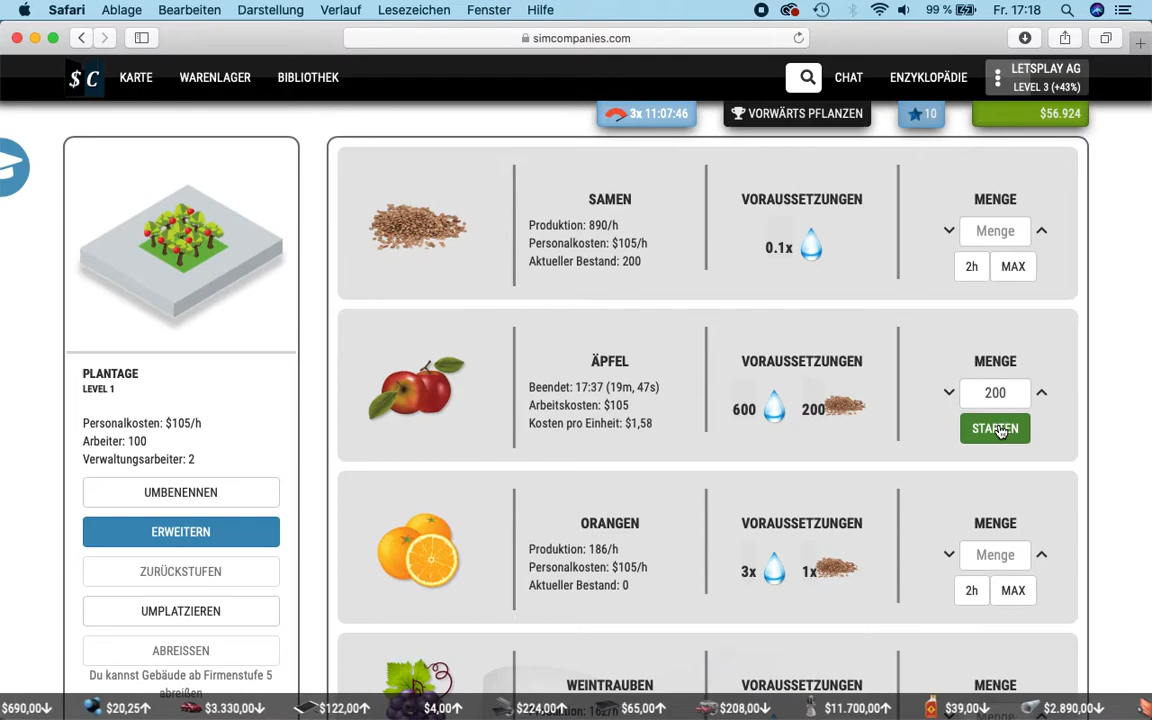 Safari Ablage Bearbeiten Darstellung Verlauf Lesezeichen Fenster Hilfe 99 % Fr. 17:18
simcompanies.com
$C KARTE WARENLAGER BIBLIOTHEK CHAT ENZYKLOPÄDIE LETSPLAY AG
LEVEL 3 (+43%)
3x 11:07:46 VORWÄRTS PFLANZEN 10 $56.924
PLANTAGE
LEVEL 1
Personalkosten: $105/h
Arbeiter: 100
Verwaltungsarbeiter: 2
UMBENENNEN
ERWEITERN
ZURÜCKSTUFEN
UMPLATZIEREN
ABREISSEN
Du kannst Gebäude ab Firmenstufe 5
abreißen
SAMEN
Produktion: 890/h
Personalkosten: $105/h
Aktueller Bestand: 200
VORAUSSETZUNGEN
0.1x
MENGE
Menge
2h MAX
ÄPFEL
Beendet: 17:37 (19m, 47s)
Arbeitskosten: $105
Kosten pro Einheit: $1,58
VORAUSSETZUNGEN
600 200
MENGE
200
STARTEN
ORANGEN
Produktion: 186/h
Personalkosten: $105/h
Aktueller Bestand: 0
VORAUSSETZUNGEN
3x 1x
MENGE
Menge
2h MAX
WEINTRAUBEN
VORAUSSETZUNGEN
MENGE
$690,00↓ $20,25↑ $3.330,00↓ $122,00↑ $4,00↑ $224,00↑ $65,00↑ $208,00↓ $11.700,00↑ $39,00↓ $2.890,00↓